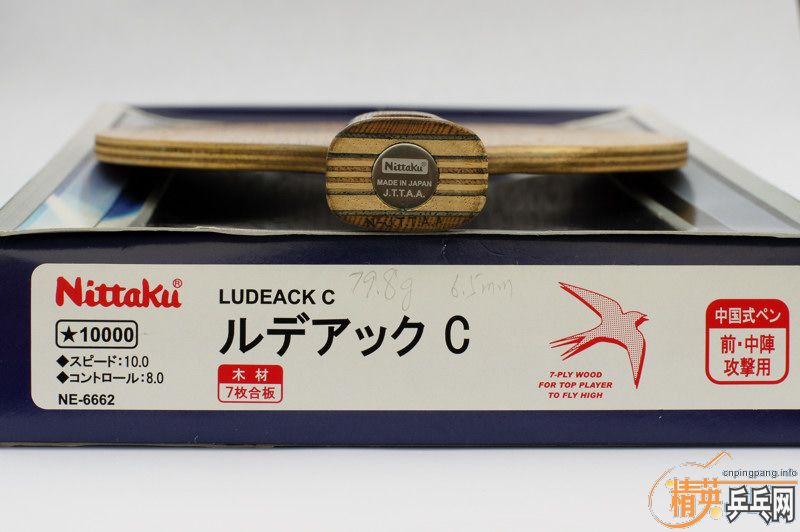 Nittaku
MADE IN JAPAN
J.T.T.A.A.
Nittaku®
LUDEACK C
79.8g 6.5mm
ルデアック C
★10000
◆スピード:10.0
◆コントロール:8.0
NE-6662
木材
7枚合板
7-PLY WOOD
FOR TOP PLAYER
TO FLY HIGH
中国式ペン
前・中陣
攻撃用
cnpingpang.info
精英乒乓网